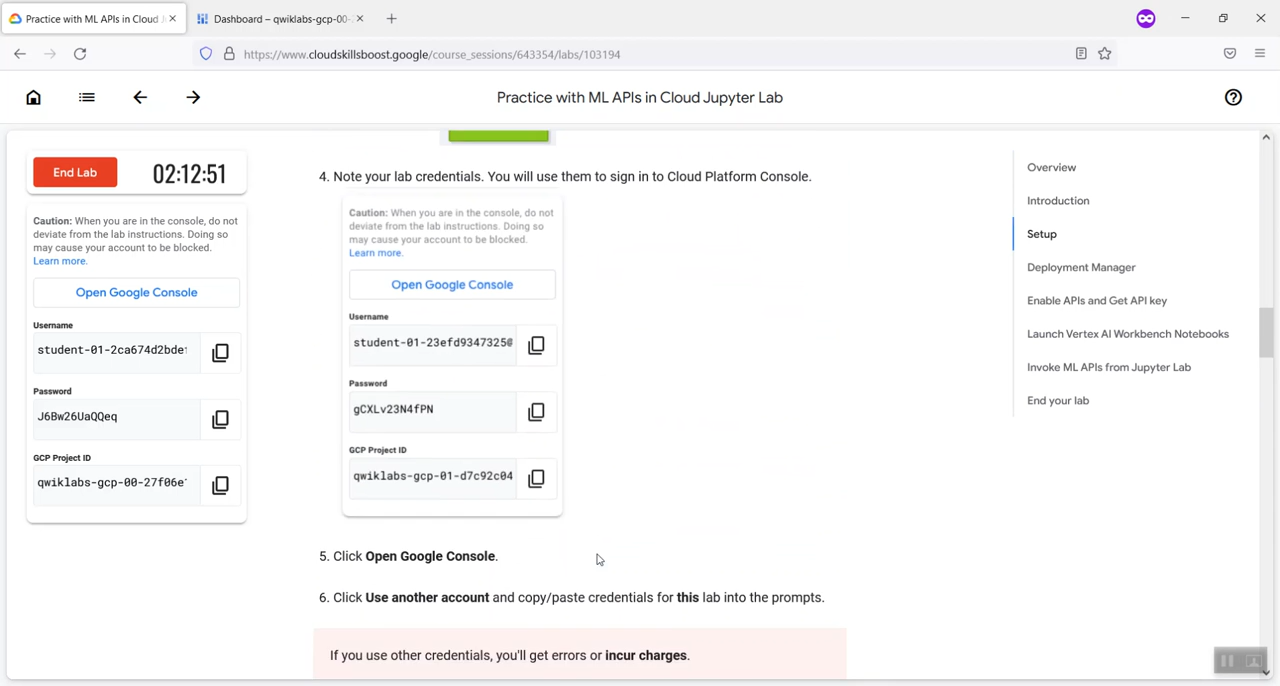 Practice with ML APIs in Cloud J
Dashboard – qwiklabs-gcp-00-
https://www.cloudskillsboost.google/course_sessions/643354/labs/103194
Practice with ML APIs in Cloud Jupyter Lab
End Lab
02:12:51
Caution: When you are in the console, do not
deviate from the lab instructions. Doing so
may cause your account to be blocked.
Learn more.
Open Google Console
Username
student-01-2ca674d2bde
Password
J6Bw26UaQQeq
GCP Project ID
qwiklabs-gcp-00-27f06e
4. Note your lab credentials. You will use them to sign in to Cloud Platform Console.
Caution: When you are in the console, do not
deviate from the lab instructions. Doing so
may cause your account to be blocked.
Learn more.
Open Google Console
Username
student-01-23efd9347325@
Password
gCXLv23N4fPN
GCP Project ID
qwiklabs-gcp-01-d7c92c04
5. Click Open Google Console.
6. Click Use another account and copy/paste credentials for this lab into the prompts.
If you use other credentials, you'll get errors or incur charges.
Overview
Introduction
Setup
Deployment Manager
Enable APIs and Get API key
Launch Vertex AI Workbench Notebooks
Invoke ML APIs from Jupyter Lab
End your lab